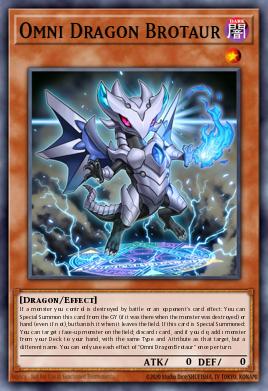 OMNI DRAGON BROTAUR
DARK
闇
[DRAGON/EFFECT]
If a monster you control is destroyed by battle or an opponent's card effect: You can
Special Summon this card from the GY (if it was there when the monster was destroyed) or
hand (even if not), but banish it when it leaves the field. If this card is Special Summoned:
You can target 1 face-up monster on the field; discard 1 card, and if you do, add 1 monster
from your Deck to your hand, with the same Type and Attribute as that target, but a
different name. You can only use each effect of "Omni Dragon Brotaur" once per turn.
ATK/ 0 DEF/ 0
©2020 Studio Dice/SHUEISHA, TV TOKYO, KONAMI